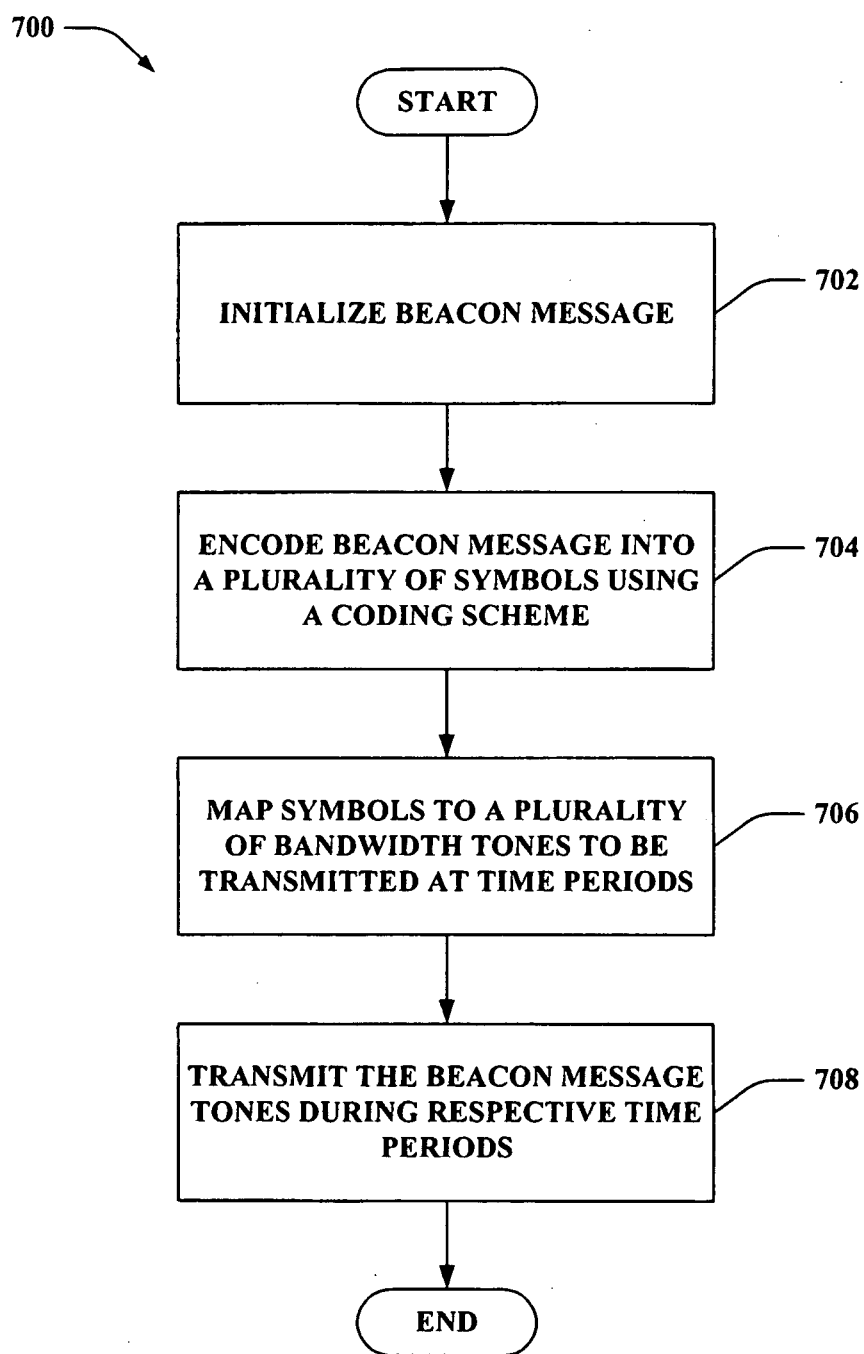 700
START
INITIALIZE BEACON MESSAGE
702
ENCODE BEACON MESSAGE INTO
A PLURALITY OF SYMBOLS USING
A CODING SCHEME
704
MAP SYMBOLS TO A PLURALITY
OF BANDWIDTH TONES TO BE
TRANSMITTED AT TIME PERIODS
706
TRANSMIT THE BEACON MESSAGE
TONES DURING RESPECTIVE TIME
PERIODS
708
END